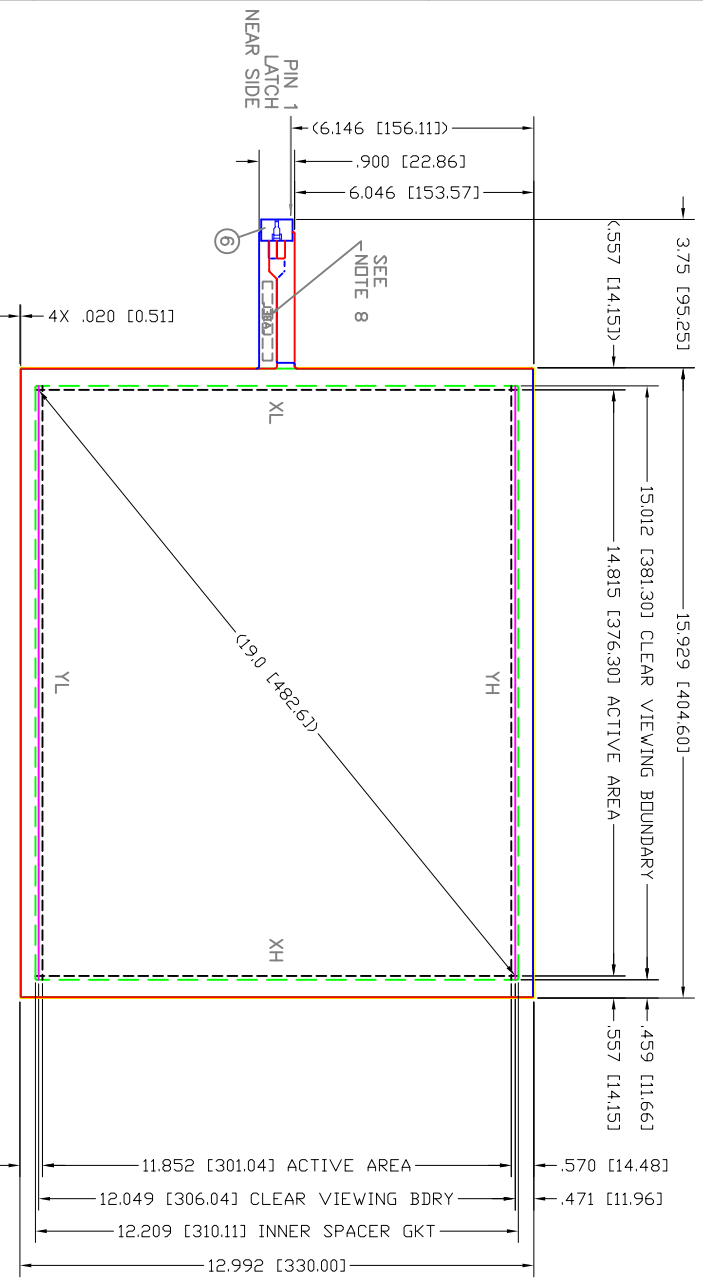 PIN 1
LATCH
NEAR SIDE
(6.146 [156.11])
.900 [22.86]
6.046 [153.57]
3.75 [95.25]
(.557 [14.15])
6
SEE
NOTE 8
4X .020 [0.51]
15.929 [404.60]
15.012 [381.30] CLEAR VIEWING BOUNDARY
14.815 [376.30] ACTIVE AREA
XL
YH
YL
XH
(19.0 [482.6])
.459 [11.66]
.557 [14.15]
11.852 [301.04] ACTIVE AREA
.570 [14.48]
12.049 [306.04] CLEAR VIEWING BDRY
.471 [11.96]
12.209 [310.11] INNER SPACER GKT
12.992 [330.00]